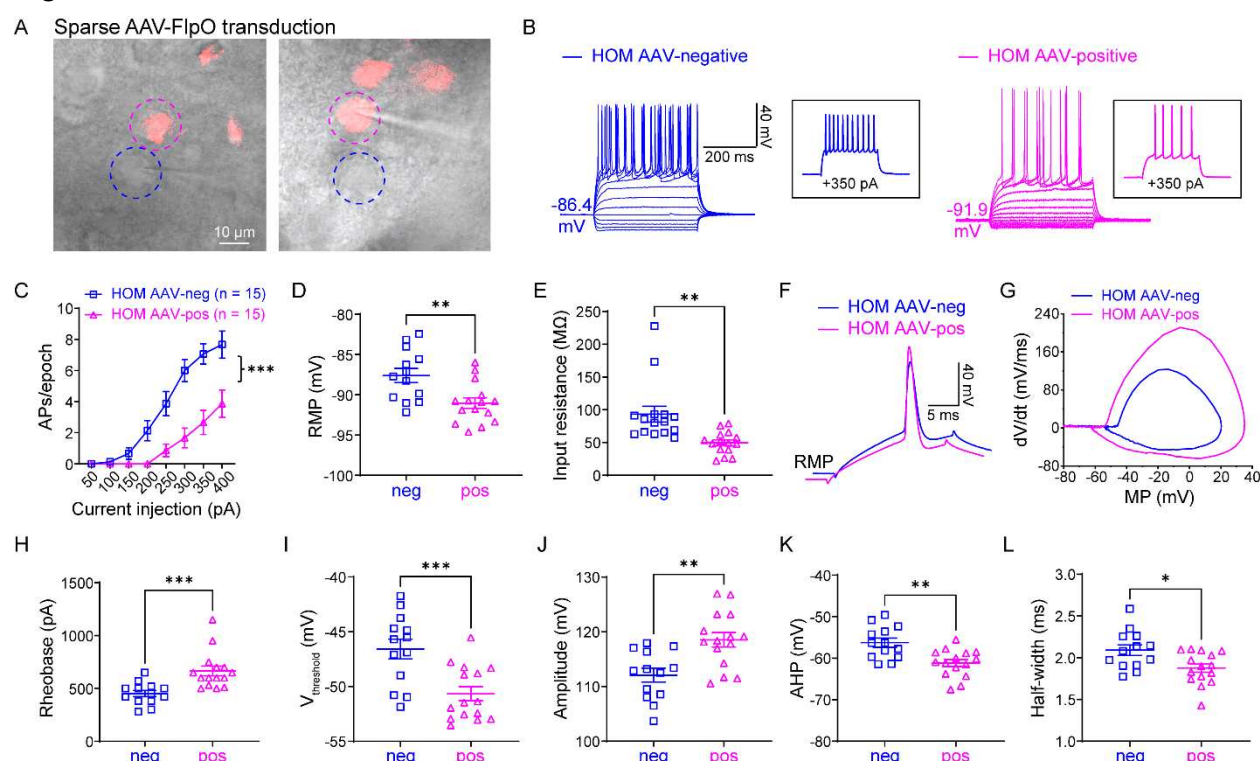 A Sparse AAV-FlpO transduction
10 µm
B
HOM AAV-negative
HOM AAV-positive
40 mV
200 ms
+350 pA
+350 pA
-86.4
mV
-91.9
mV
C
HOM AAV-neg (n = 15)
HOM AAV-pos (n = 15)
APs/epoch
10
8
6
4
2
0
***
50
100
150
200
250
300
350
400
Current injection (pA)
D
RMP (mV)
-80
-85
-90
-95
-100
**
neg pos
E
Input resistance (MΩ)
250
200
150
100
50
0
**
neg pos
F
HOM AAV-neg
HOM AAV-pos
40 mV
5 ms
RMP
G
HOM AAV-neg
HOM AAV-pos
dV/dt (mV/ms)
240
160
80
0
-80
-80 -60 -40 -20 0 20 40
MP (mV)
H
Rheobase (pA)
1500
1000
500
0
***
neg pos
I
Vthreshold (mV)
-40
-45
-50
-55
***
neg pos
J
Amplitude (mV)
130
120
110
100
**
neg pos
K
AHP (mV)
-40
-50
-60
-70
-80
**
neg pos
L
Half-width (ms)
3.0
2.5
2.0
1.5
1.0
*
neg pos